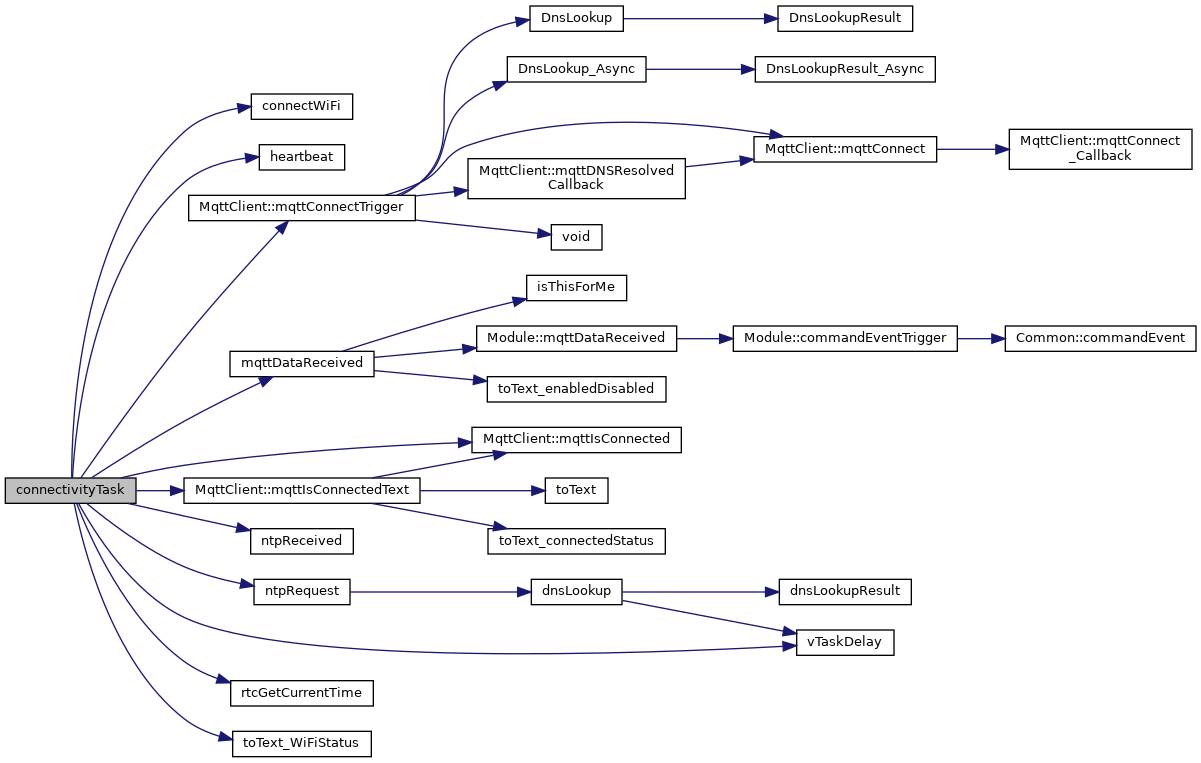 DnsLookup
DnsLookupResult
DnsLookup_Async
DnsLookupResult_Async
connectWiFi
heartbeat
MqttClient::mqttConnect
MqttClient::mqttConnect
_Callback
MqttClient::mqttDNSResolved
Callback
MqttClient::mqttConnectTrigger
void
isThisForMe
Module::mqttDataReceived
Module::commandEventTrigger
Common::commandEvent
mqttDataReceived
toText_enabledDisabled
MqttClient::mqttIsConnected
connectivityTask
MqttClient::mqttIsConnectedText
toText
ntpReceived
toText_connectedStatus
ntpRequest
dnsLookup
dnsLookupResult
vTaskDelay
rtcGetCurrentTime
toText_WiFiStatus